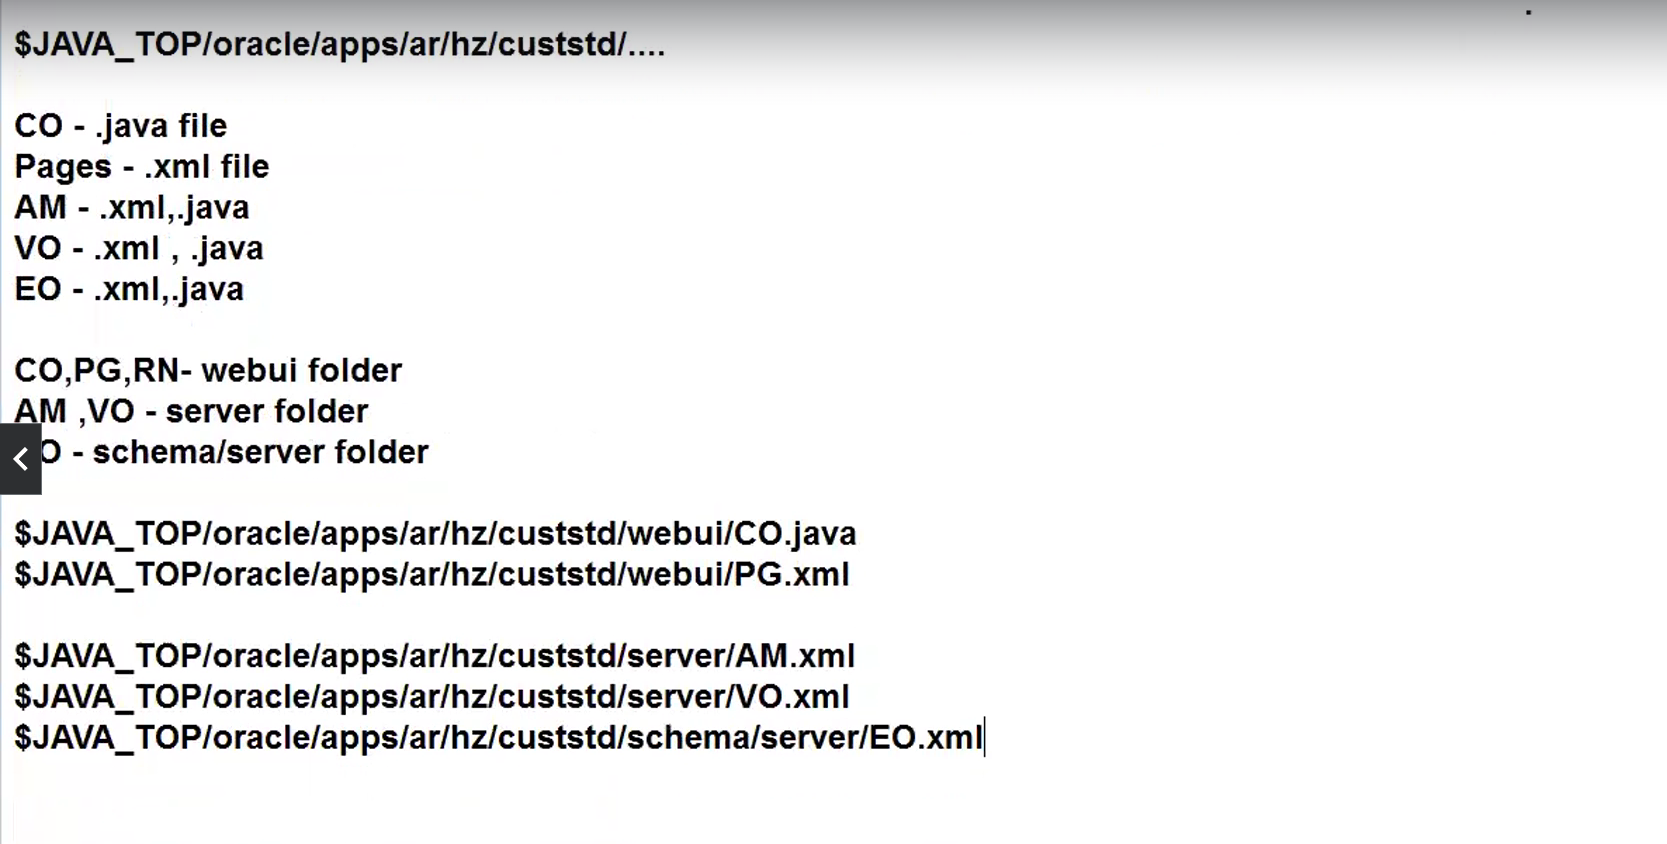 $JAVA_TOP/oracle/apps/ar/hz/custstd/....
CO - .java file
Pages - .xml file
AM - .xml,.java
VO - .xml , .java
EO - .xml,.java
CO,PG,RN- webui folder
AM ,VO - server folder
O - schema/server folder
$JAVA_TOP/oracle/apps/ar/hz/custstd/webui/CO.java
$JAVA_TOP/oracle/apps/ar/hz/custstd/webui/PG.xml
$JAVA_TOP/oracle/apps/ar/hz/custstd/server/AM.xml
$JAVA_TOP/oracle/apps/ar/hz/custstd/server/VO.xml
$JAVA_TOP/oracle/apps/ar/hz/custstd/schema/server/EO.xml